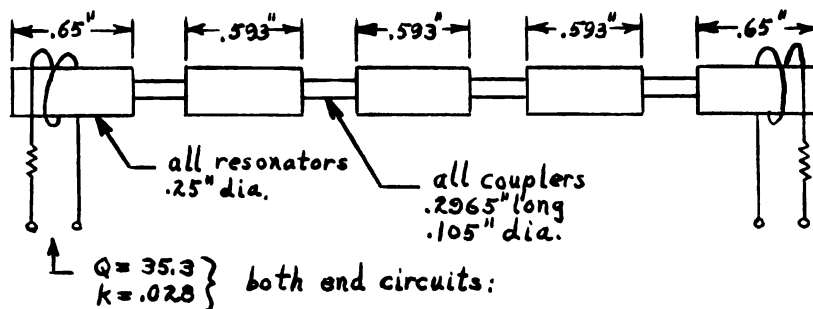 .65" .593" .593" .593" .65"
all resonators
.25" dia.
all couplers
.2965" long
.105" dia.
Q = 35.3
k = .028
both end circuits: